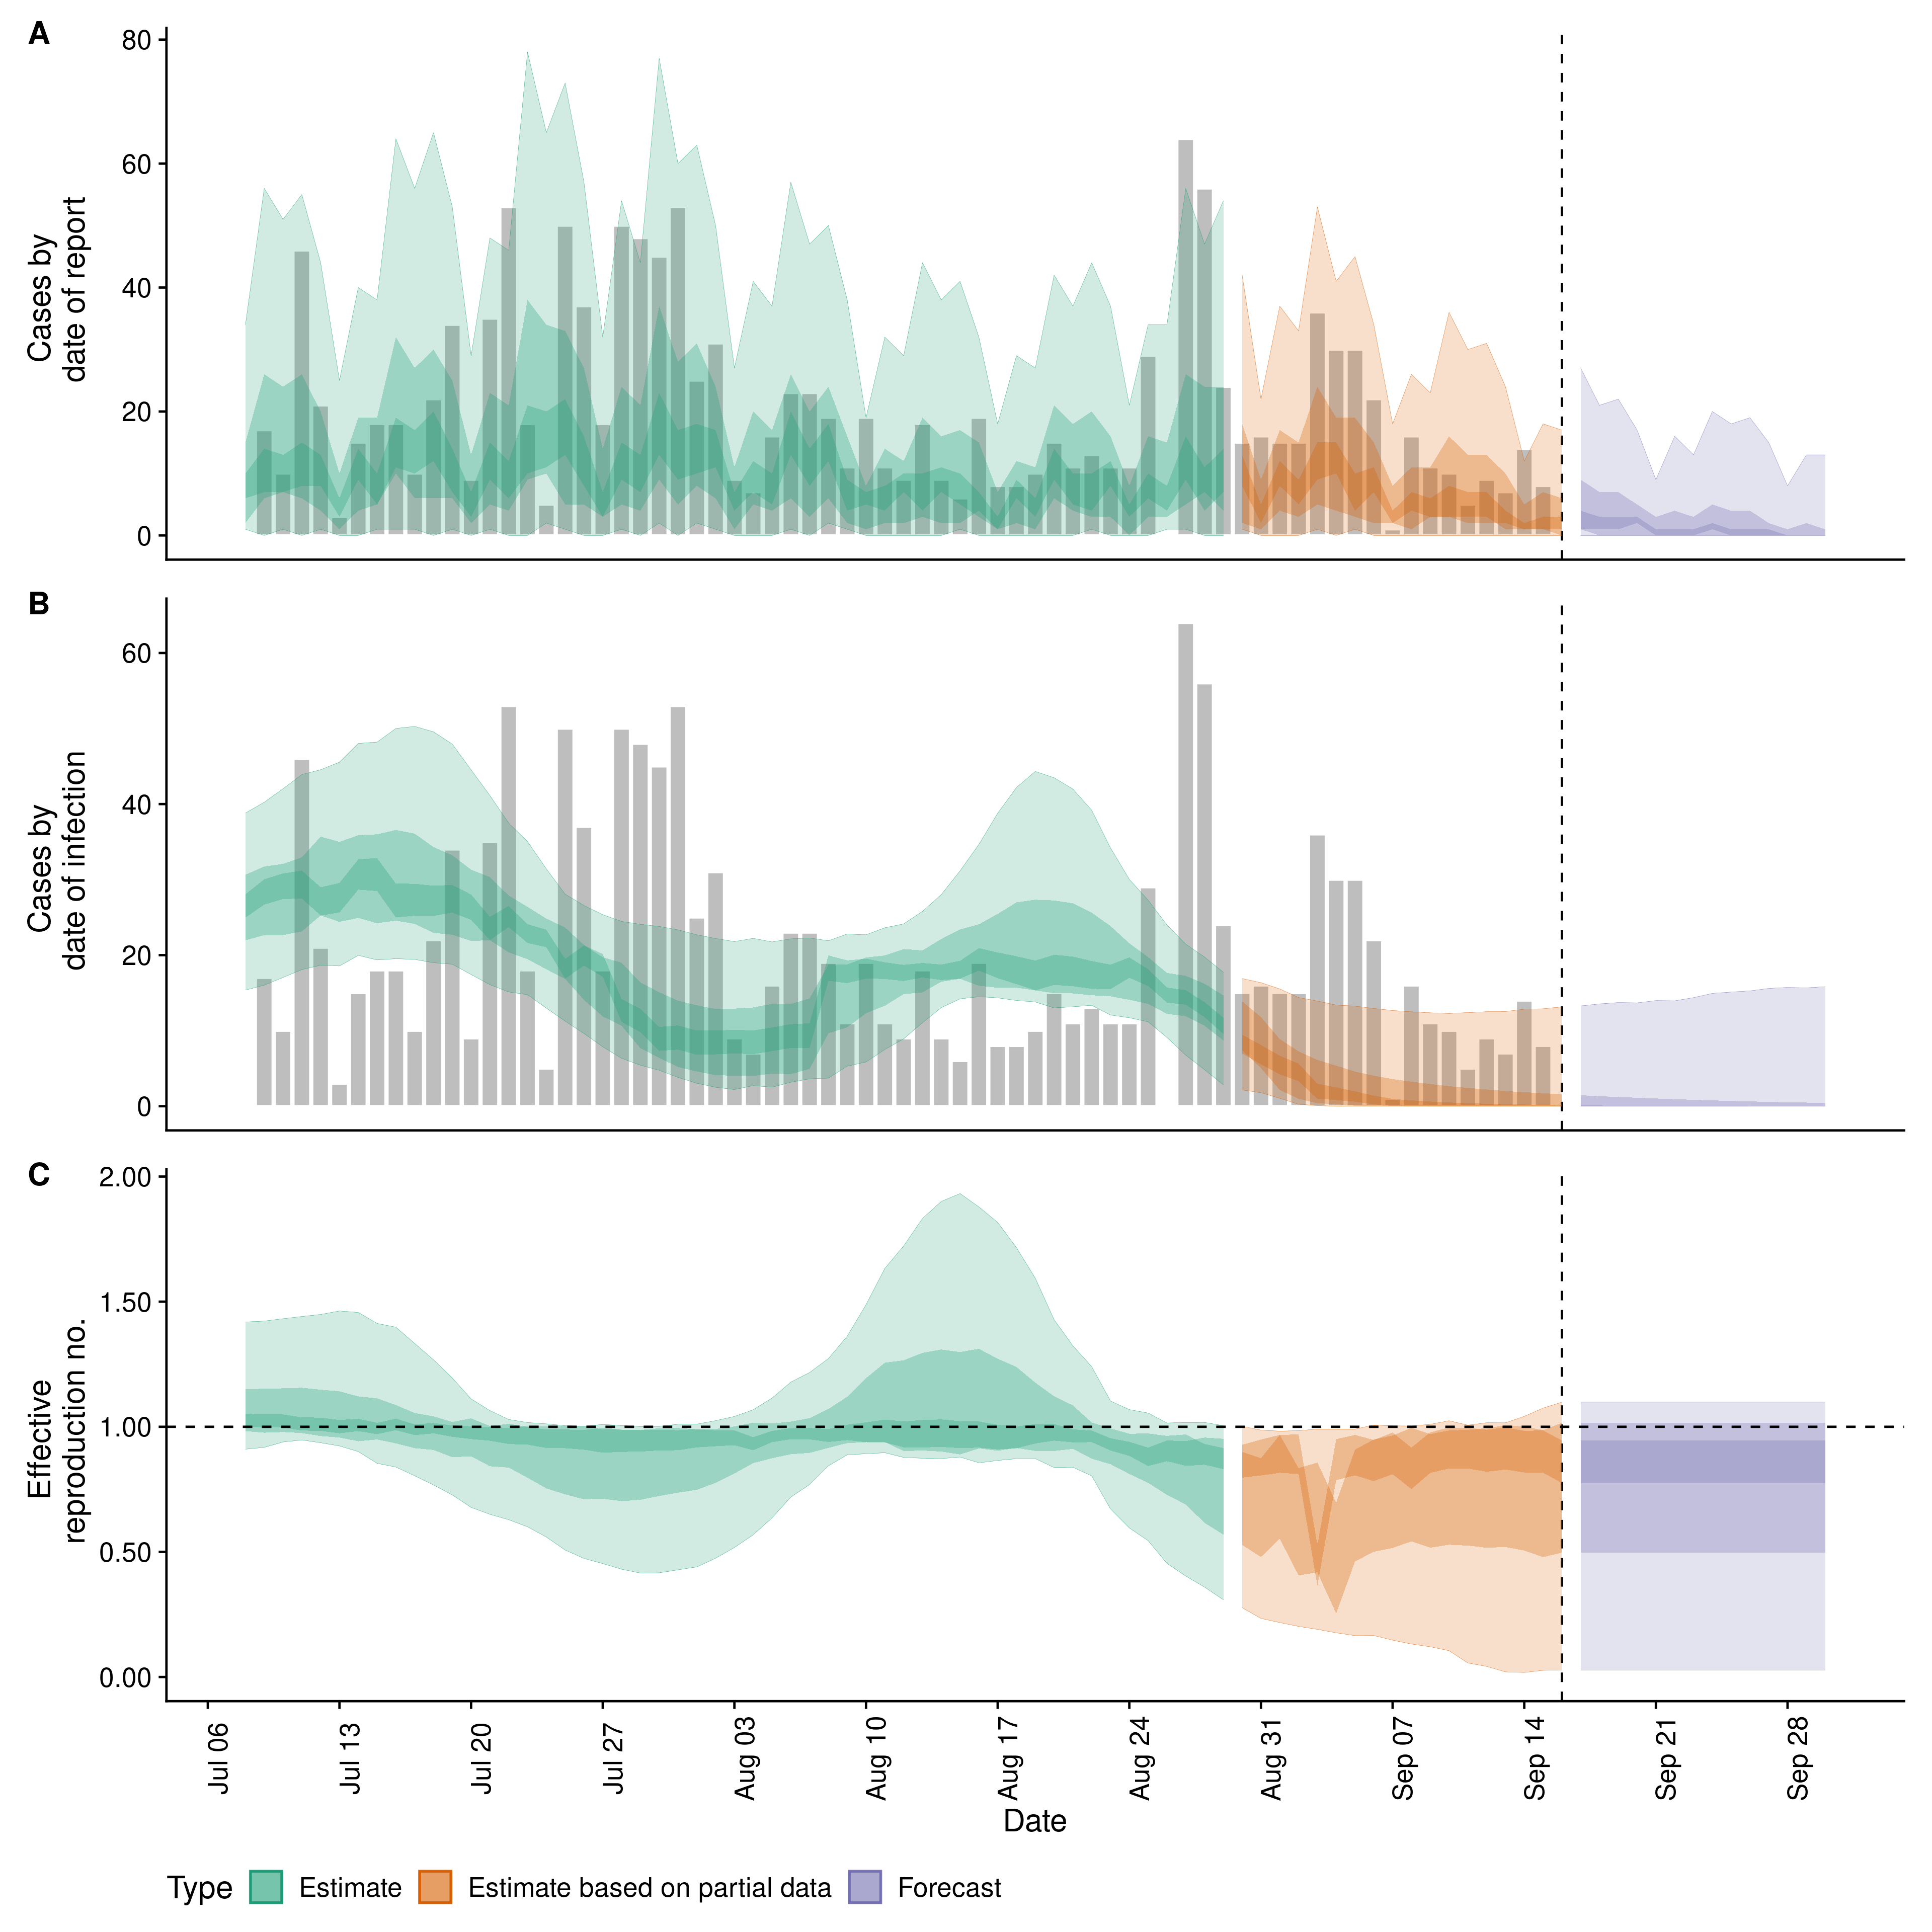 A
80
60
40
20
0
Cases by
date of report
B
60
40
20
0
Cases by
date of infection
C
2.00
1.50
1.00
0.50
0.00
Effective
reproduction no.
Jul 06
Jul 13
Jul 20
Jul 27
Aug 03
Aug 10
Aug 17
Aug 24
Aug 31
Sep 07
Sep 14
Sep 21
Sep 28
Date
Type Estimate Estimate based on partial data Forecast